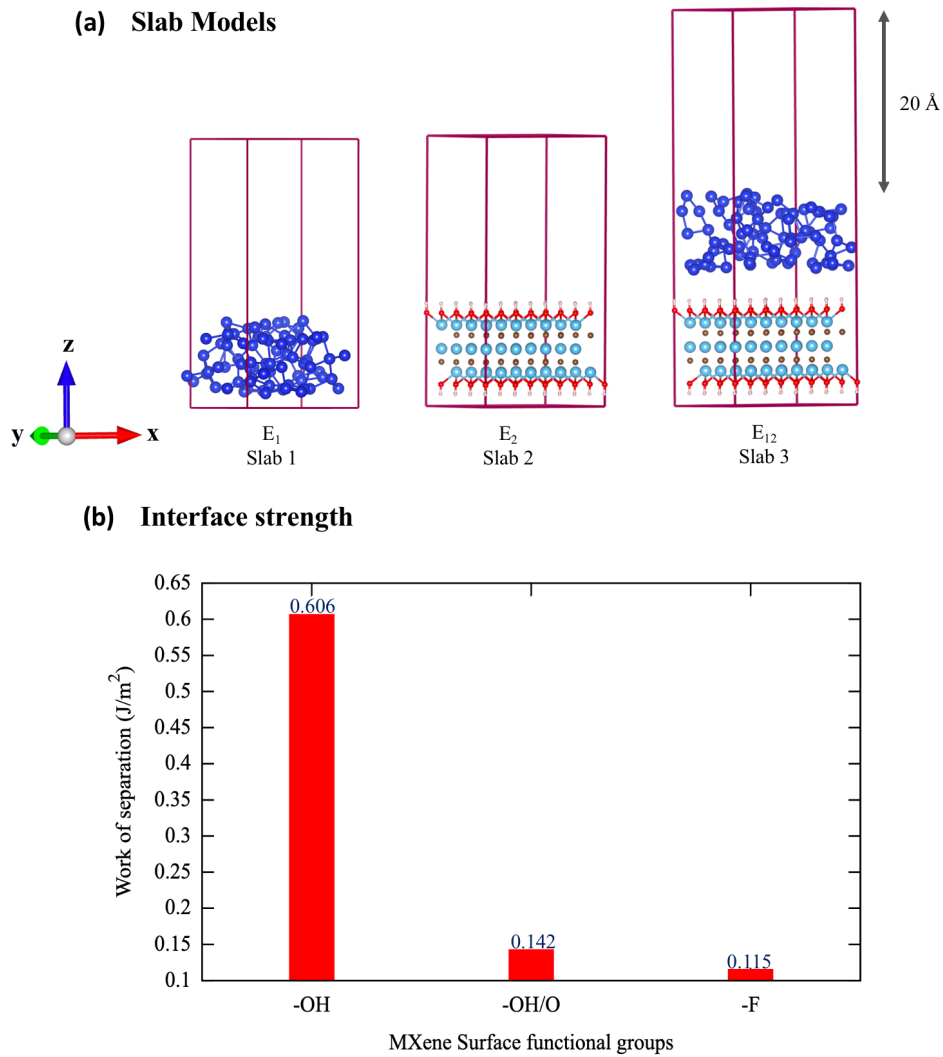 (a) Slab Models
20 Å
z
y
x
E₁
Slab 1
E₂
Slab 2
E₁₂
Slab 3
(b) Interface strength
Work of separation (J/m²)
0.65
0.6
0.55
0.5
0.45
0.4
0.35
0.3
0.25
0.2
0.15
0.1
0.606
0.142
0.115
-OH
-OH/O
-F
MXene Surface functional groups